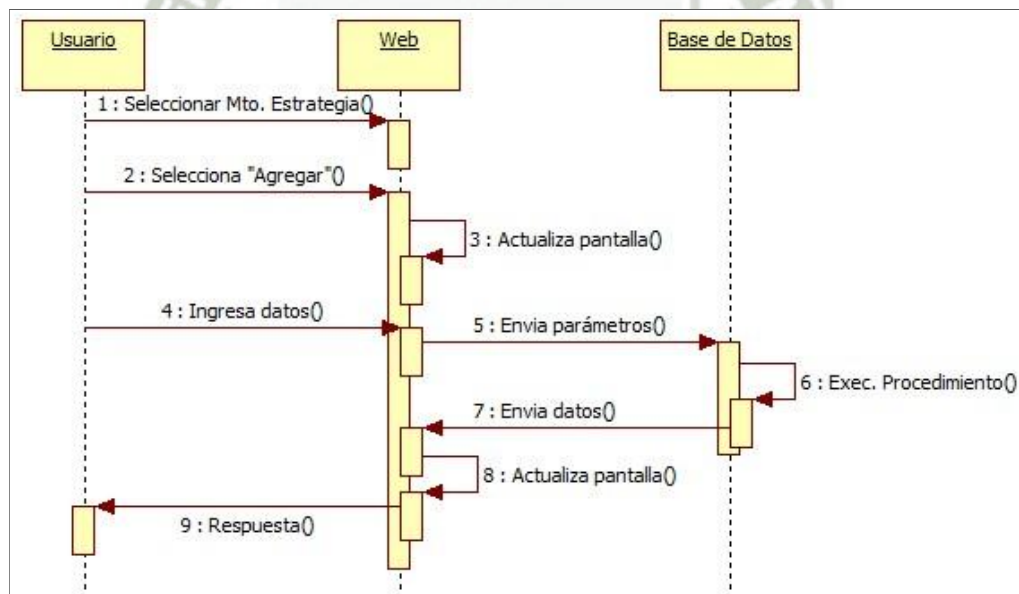 Usuario
Web
Base de Datos
1 : Seleccionar Mto. Estrategia()
2 : Selecciona "Agregar"()
3 : Actualiza pantalla()
4 : Ingresa datos()
5 : Envia parámetros()
6 : Exec. Procedimiento()
7 : Envia datos()
8 : Actualiza pantalla()
9 : Respuesta()